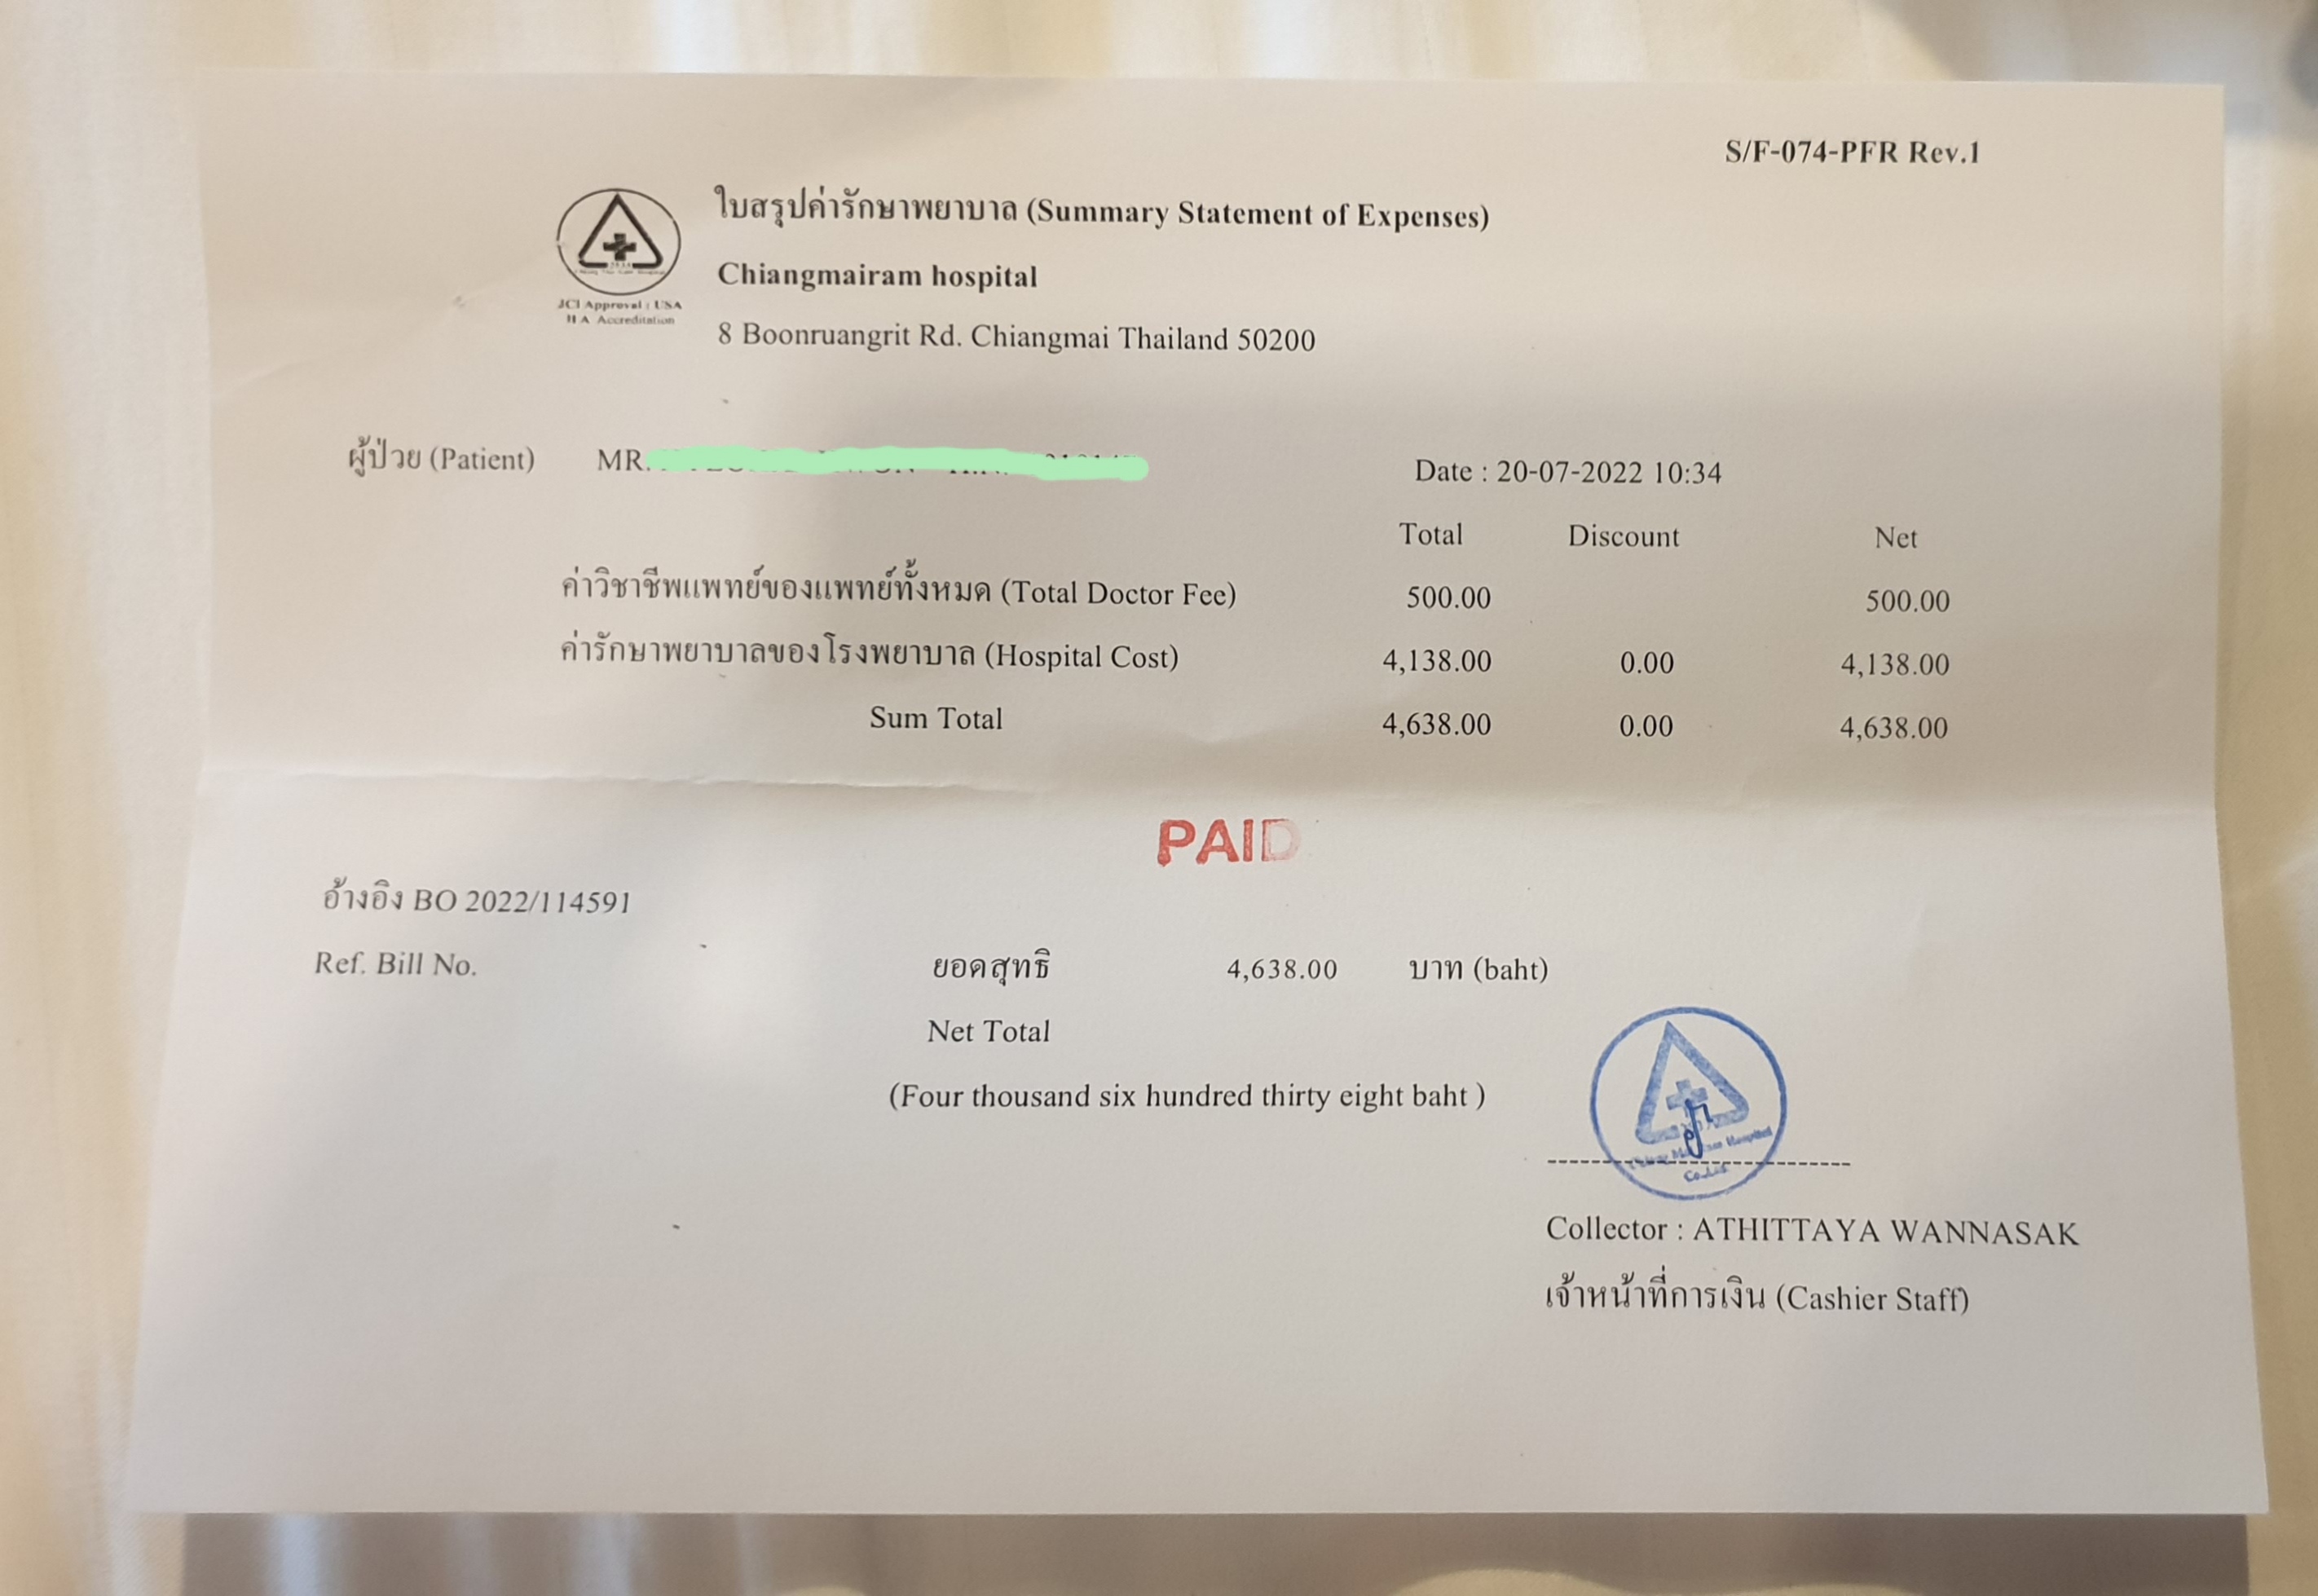 S/F-074-PFR Rev.1
ใบสรุปค่ารักษาพยาบาล (Summary Statement of Expenses)
Chiangmairam hospital
JCI Approval : USA
HA Accreditation
8 Boonruangrit Rd. Chiangmai Thailand 50200
ผู้ป่วย (Patient) MR.
Date : 20-07-2022 10:34
Total Discount Net
ค่าวิชาชีพแพทย์ของแพทย์ทั้งหมด (Total Doctor Fee) 500.00 500.00
ค่ารักษาพยาบาลของโรงพยาบาล (Hospital Cost) 4,138.00 0.00 4,138.00
Sum Total 4,638.00 0.00 4,638.00
PAID
อ้างอิง BO 2022/114591
Ref. Bill No.
ยอดสุทธิ 4,638.00 บาท (baht)
Net Total
(Four thousand six hundred thirty eight baht )
Hospital
Co.,Ltd
Collector : ATHITTAYA WANNASAK
เจ้าหน้าที่การเงิน (Cashier Staff)